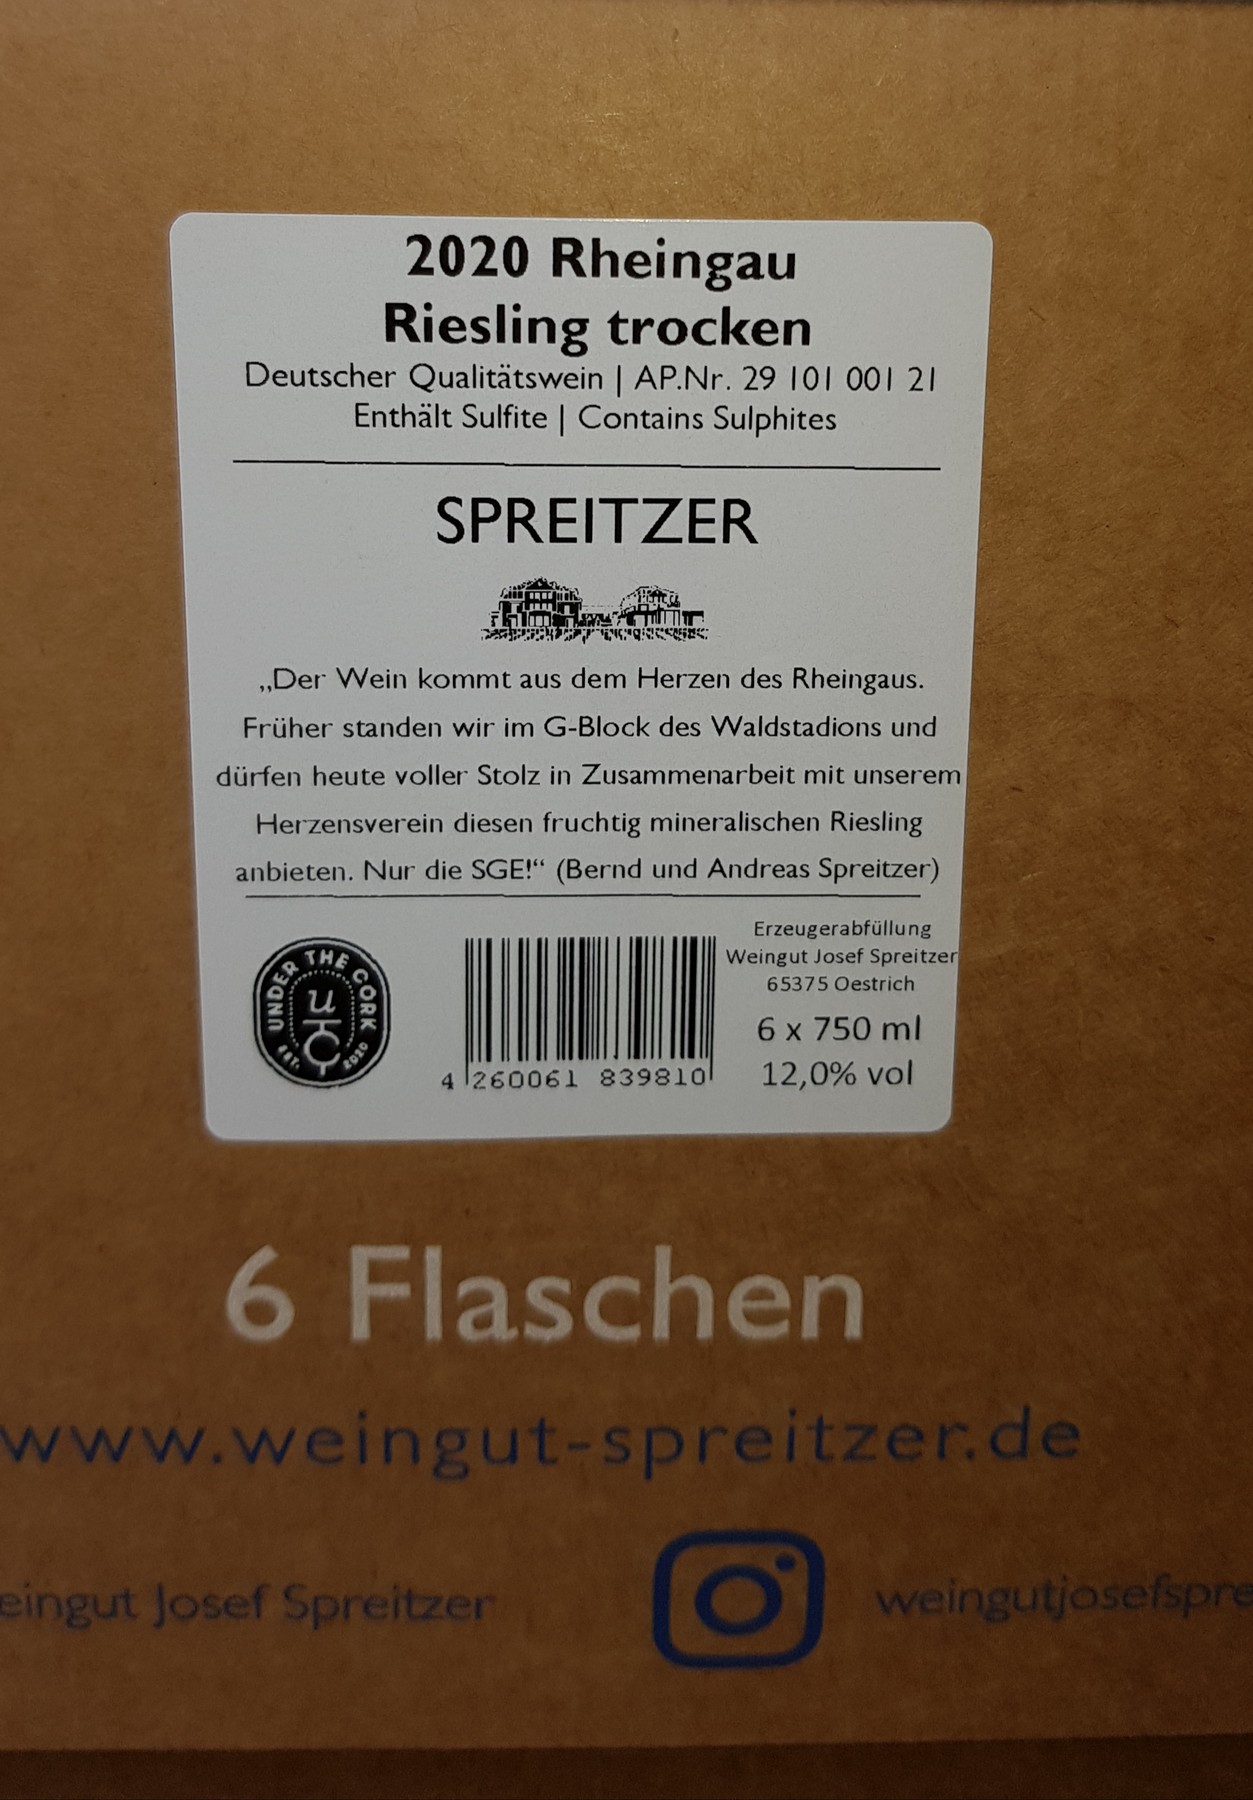 2020 Rheingau
Riesling trocken
Deutscher Qualitätswein | AP.Nr. 29 101 001 21
Enthält Sulfite | Contains Sulphites
SPREITZER
„Der Wein kommt aus dem Herzen des Rheingaus.
Früher standen wir im G-Block des Waldstadions und
dürfen heute voller Stolz in Zusammenarbeit mit unserem
Herzensverein diesen fruchtig mineralischen Riesling
anbieten. Nur die SGE!“ (Bernd und Andreas Spreitzer)
UNDER THE CORK
utc
EST. 2020
4 260061 839810
Erzeugerabfüllung
Weingut Josef Spreitzer
65375 Oestrich
6 x 750 ml
12,0% vol
6 Flaschen
www.weingut-spreitzer.de
eingut Josef Spreitzer
weingutjosefspre